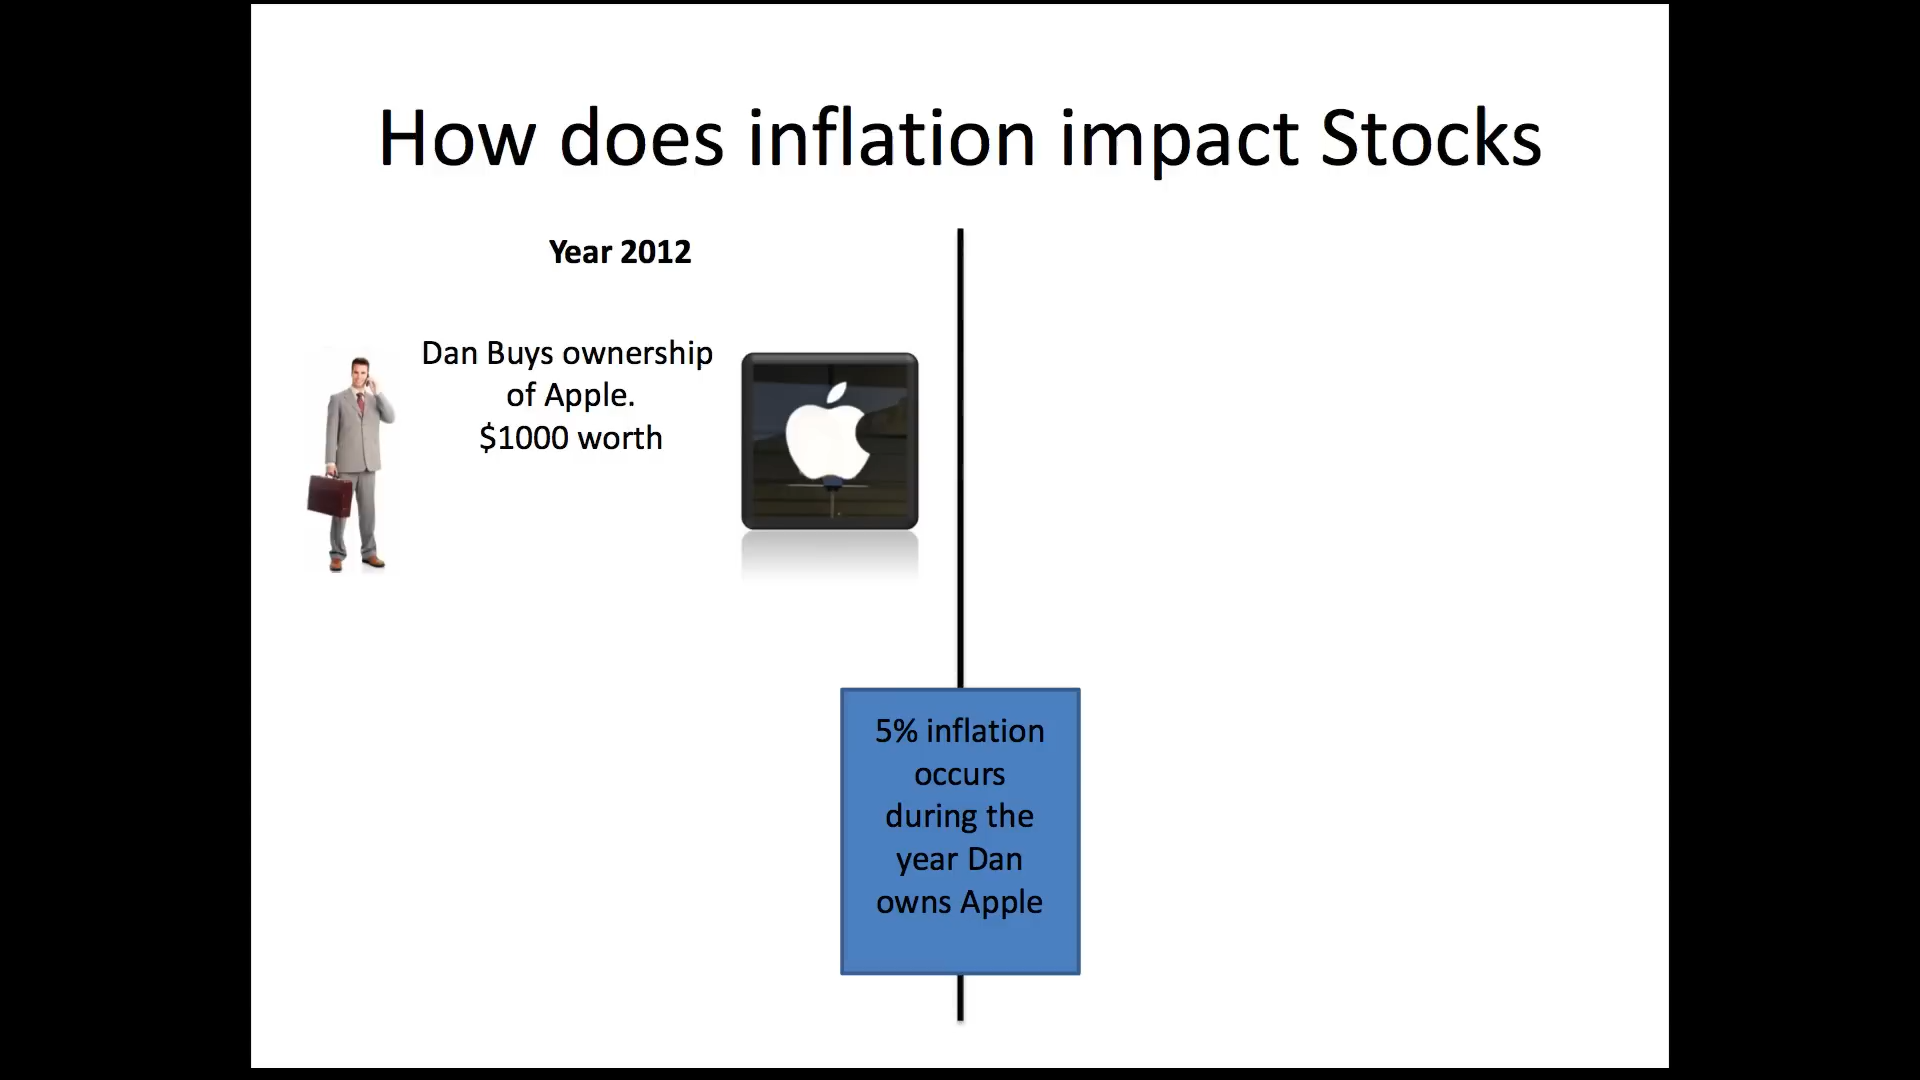 How does inflation impact Stocks
Year 2012
Dan Buys ownership
of Apple.
$1000 worth
5% inflation
occurs
during the
year Dan
owns Apple